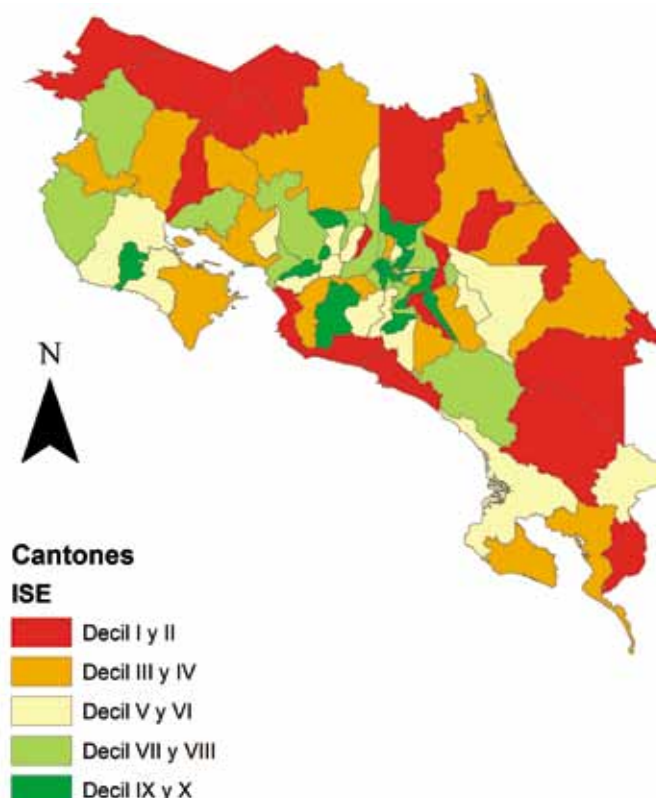 N
Cantones
ISE
Decil I y II
Decil III y IV
Decil V y VI
Decil VII y VIII
Decil IX y X